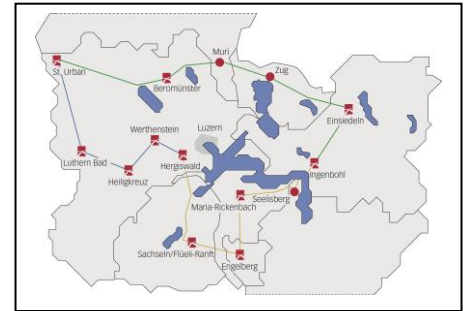 Muri
Zug
St. Urban
Beromünster
Einsiedeln
Werthenstein
Luzern
Luthern Bad
Hergiswald
Heiligkreuz
Ingenbohl
Seelisberg
Maria-Rickenbach
Sachseln/Flüeli-Ranft
Engelberg